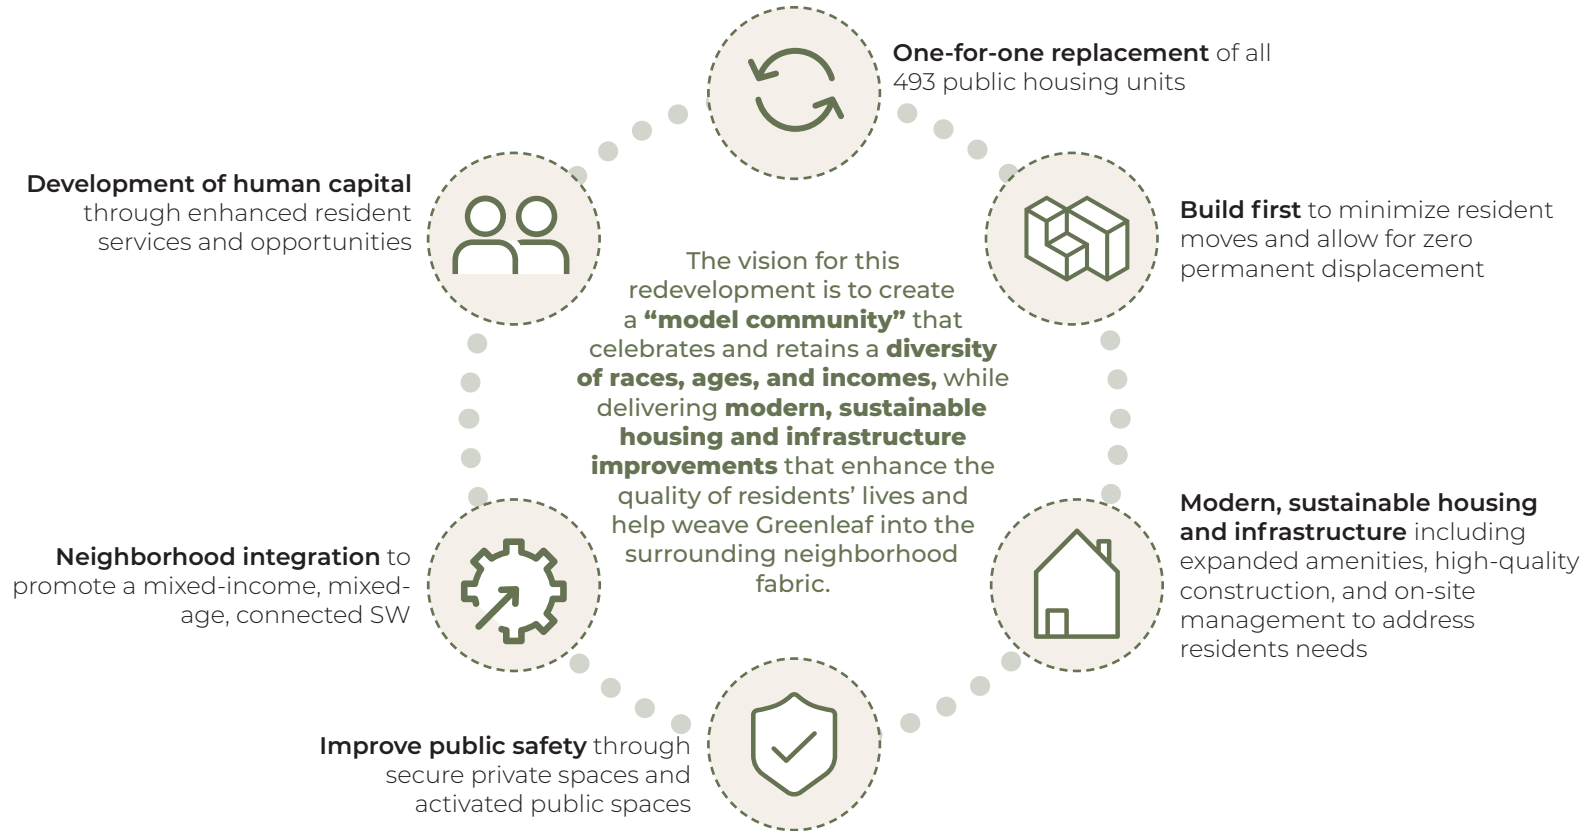 One-for-one replacement of all
493 public housing units
Build first to minimize resident
moves and allow for zero
permanent displacement
Modern, sustainable housing
and infrastructure including
expanded amenities, high-quality
construction, and on-site
management to address
residents needs
Improve public safety through
secure private spaces and
activated public spaces
Neighborhood integration to
promote a mixed-income, mixed-
age, connected SW
Development of human capital
through enhanced resident
services and opportunities
The vision for this
redevelopment is to create
a “model community” that
celebrates and retains a diversity
of races, ages, and incomes, while
delivering modern, sustainable
housing and infrastructure
improvements that enhance the
quality of residents’ lives and
help weave Greenleaf into the
surrounding neighborhood
fabric.